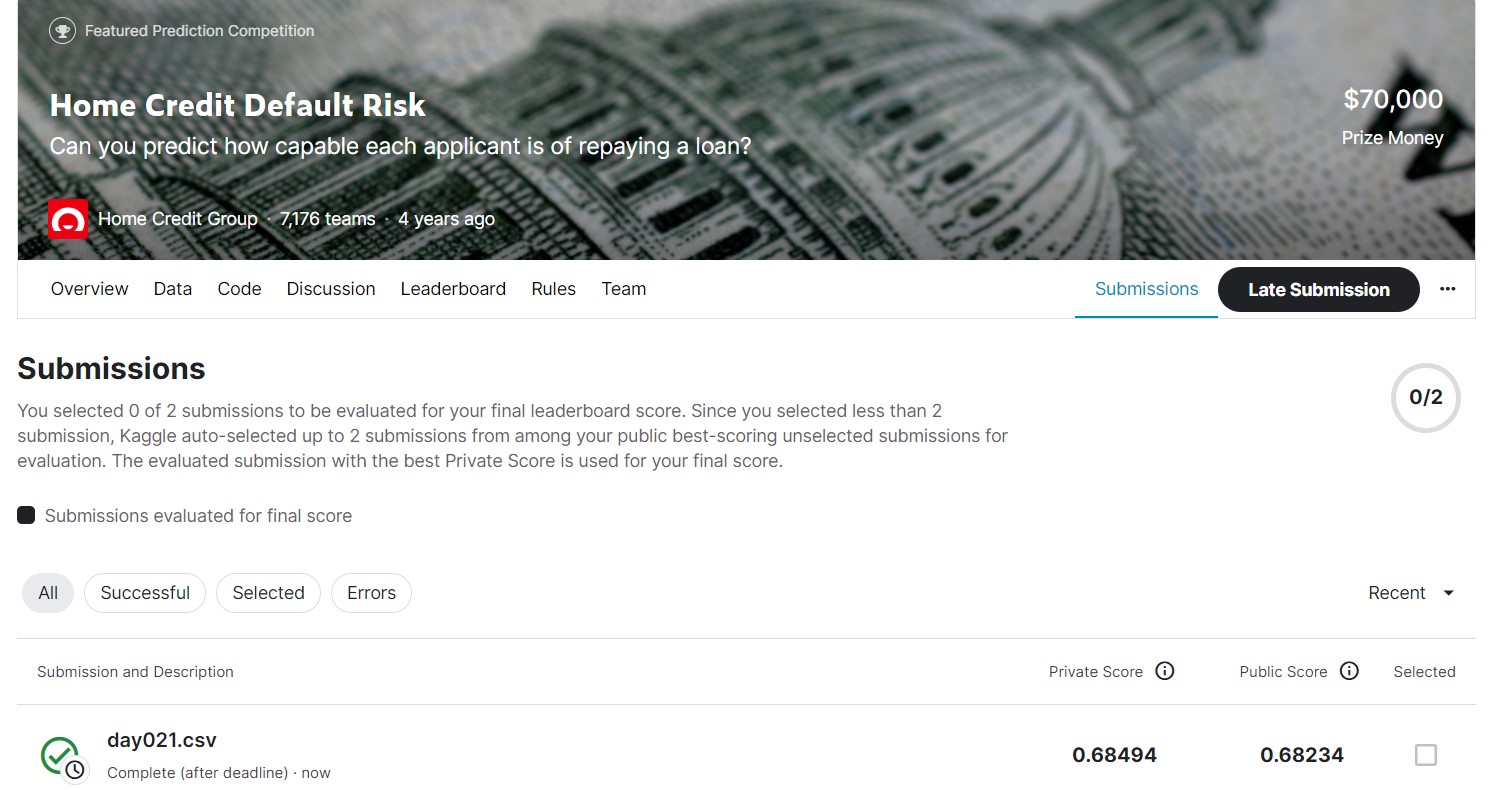 Featured Prediction Competition
Home Credit Default Risk
Can you predict how capable each applicant is of repaying a loan?
$70,000
Prize Money
Home Credit Group · 7,176 teams · 4 years ago
Overview Data Code Discussion Leaderboard Rules Team Submissions Late Submission ···
Submissions
0/2
You selected 0 of 2 submissions to be evaluated for your final leaderboard score. Since you selected less than 2
submission, Kaggle auto-selected up to 2 submissions from among your public best-scoring unselected submissions for
evaluation. The evaluated submission with the best Private Score is used for your final score.
Submissions evaluated for final score
All Successful Selected Errors Recent
Submission and Description Private Score Public Score Selected
day021.csv
Complete (after deadline) · now
0.68494 0.68234